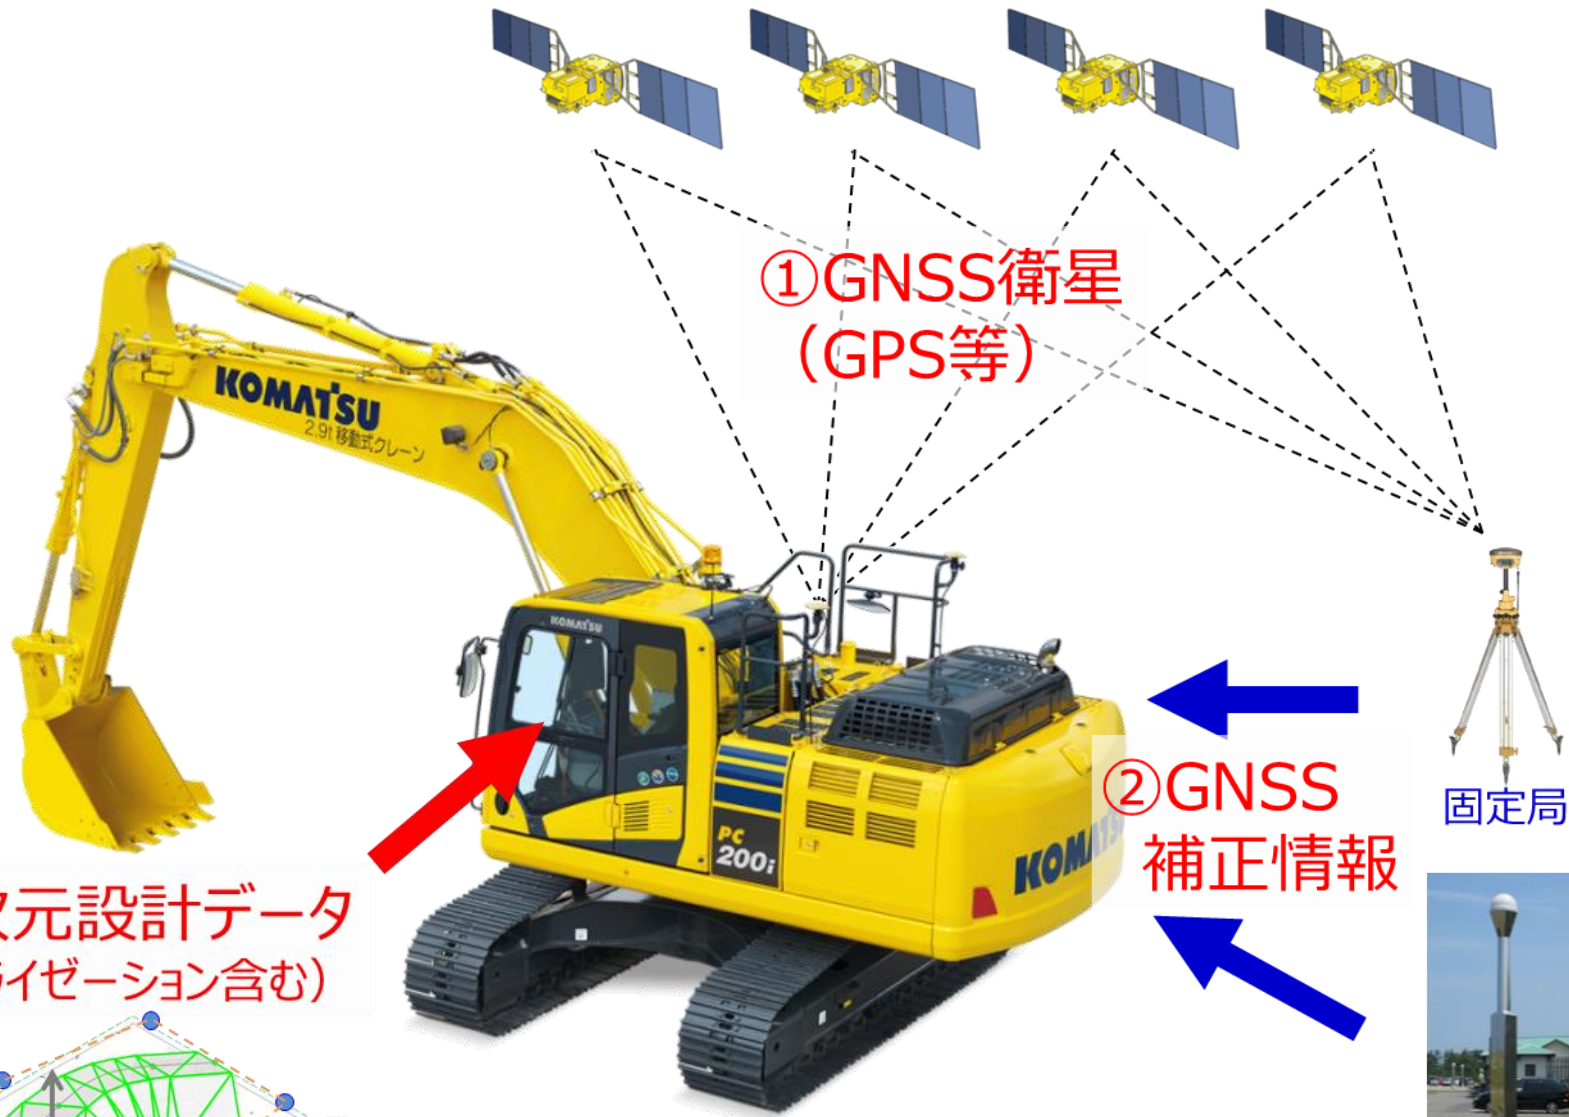 ①GNSS衛星
（GPS等）
KOMATSU
2.9t 移動式クレーン
KOMATSU
PC
200i
KOMATS
②GNSS
補正情報
固定局
元設計データ
イゼーション含む）